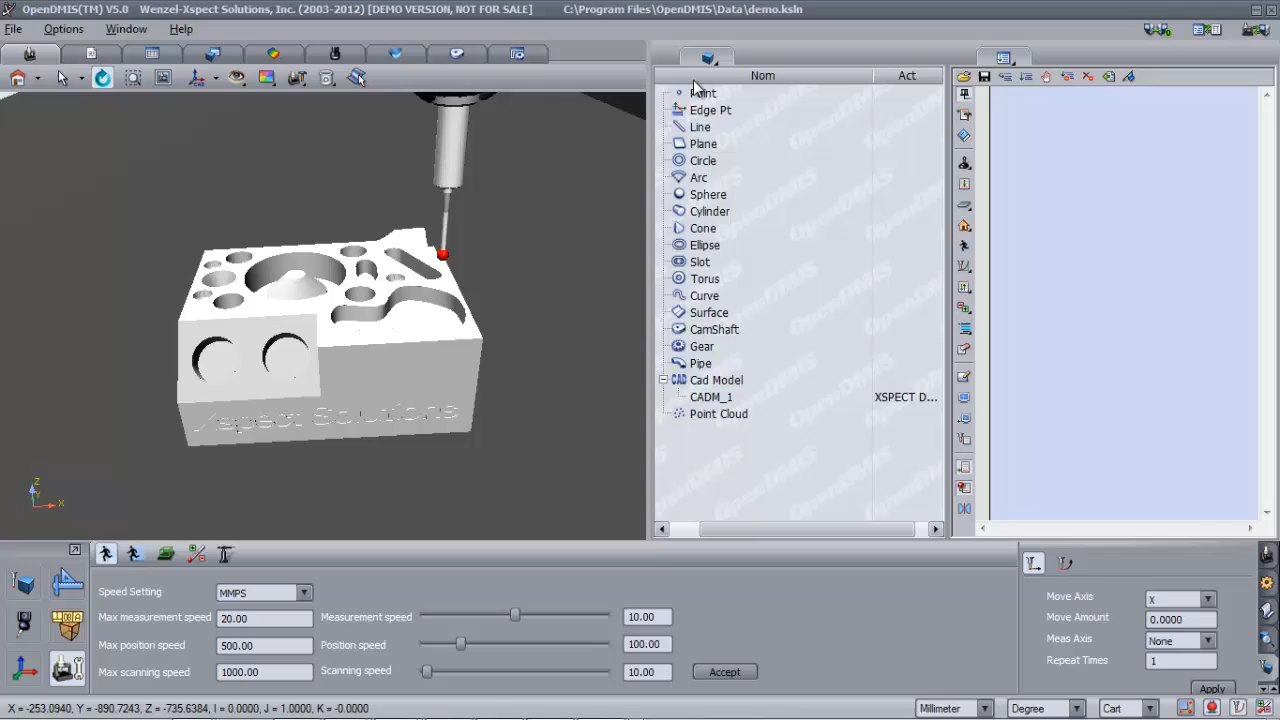 OpenDMIS(TM) V5.0 Wenzel-Xspect Solutions, Inc. (2003-2012) [DEMO VERSION, NOT FOR SALE] C:\Program Files\OpenDMIS\Data\demo.ksln
File Options Window Help
Nom Act
Point
Edge Pt
Line
Plane
Circle
Arc
Sphere
Cylinder
Cone
Ellipse
Slot
Torus
Curve
Surface
CamShaft
Gear
Pipe
CAD Cad Model
CADM_1 XSPECT D...
Point Cloud
Xspect Solutions
Z
Y
X
Speed Setting MMPS
Max measurement speed 20.00 Measurement speed 10.00
Max position speed 500.00 Position speed 100.00
Max scanning speed 1000.00 Scanning speed 10.00 Accept
Move Axis X
Move Amount 0.0000
Meas Axis None
Repeat Times 1
Apply
X = -253.0940, Y = -890.7243, Z = -735.6384, I = 0.0000, J = 1.0000, K = -0.0000 Millimeter Degree Cart